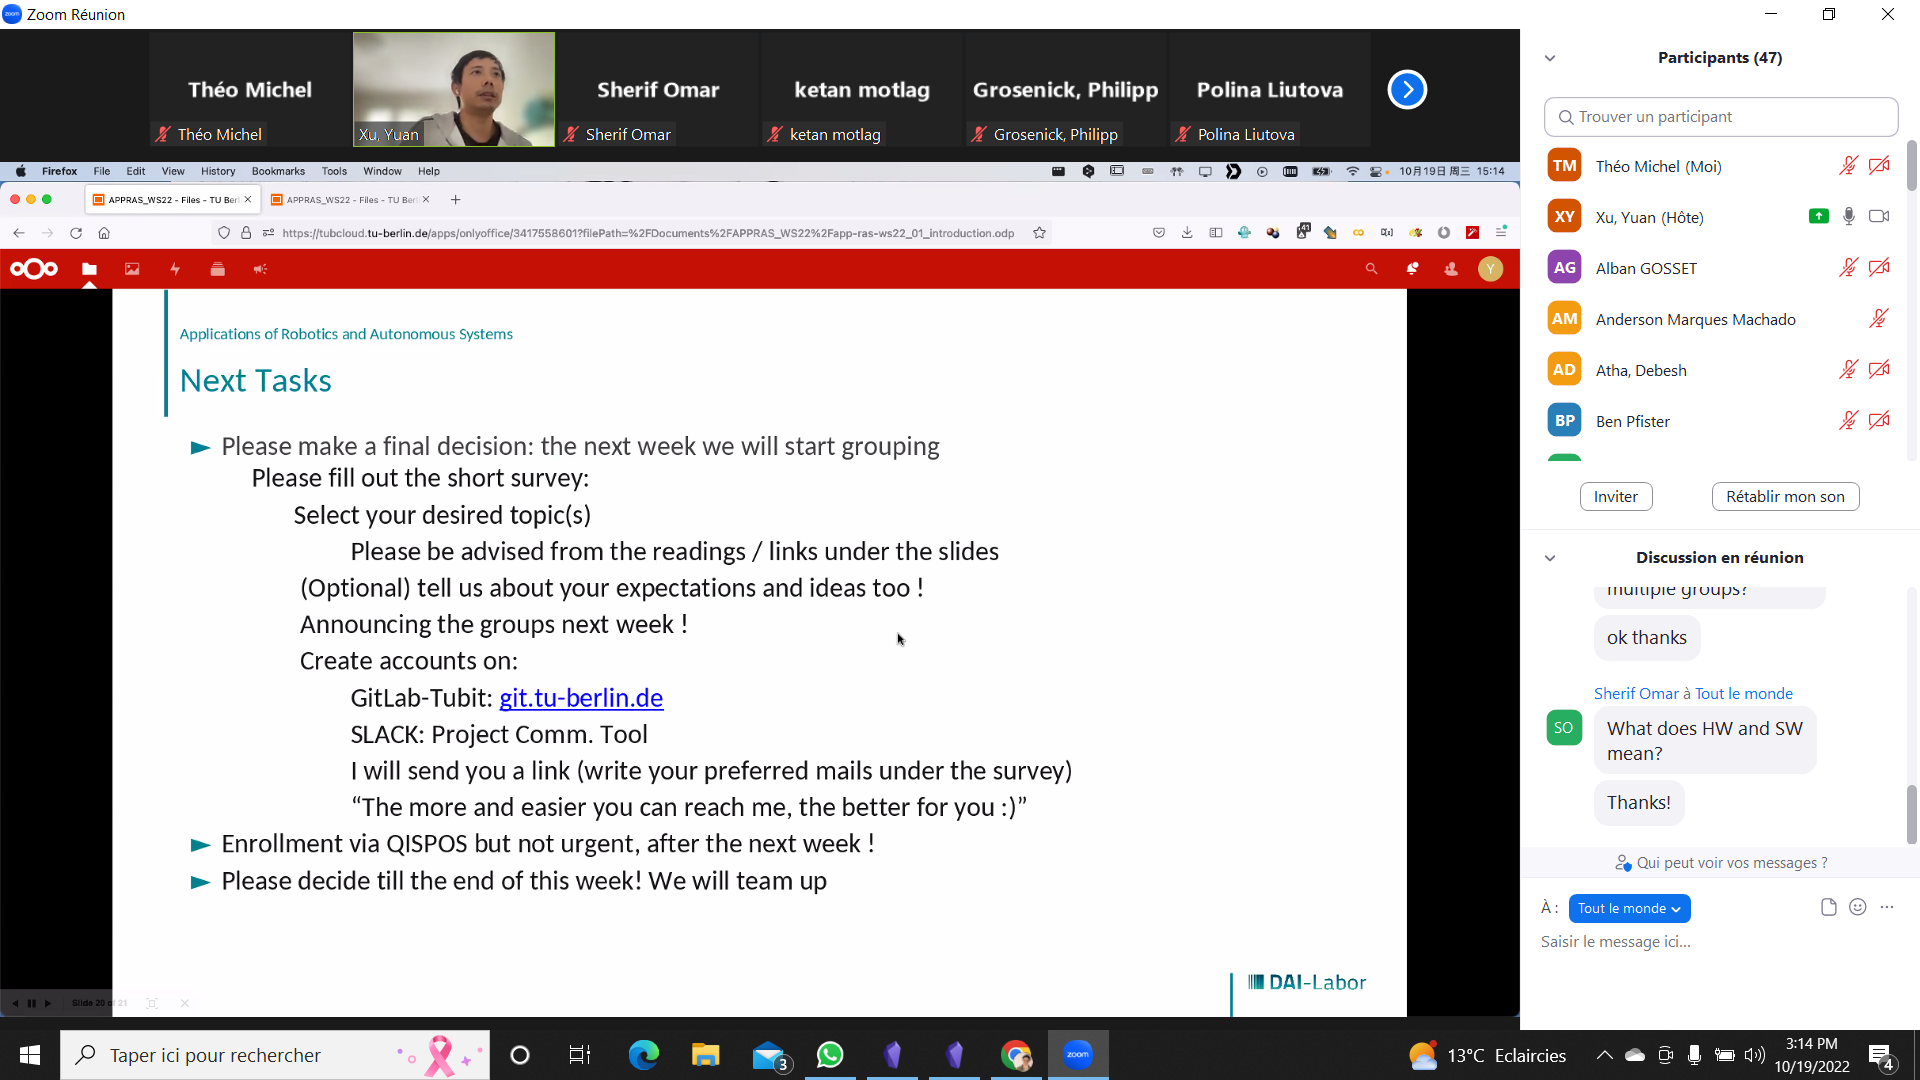 Zoom Réunion
Théo Michel
Sherif Omar
ketan motlag
Grosenick, Philipp
Polina Liutova
Théo Michel
Xu, Yuan
Sherif Omar
ketan motlag
Grosenick, Philipp
Polina Liutova
Firefox File Edit View History Bookmarks Tools Window Help
10月19日 周三 15:14
APPRAS_WS22 - Files - TU Ber
APPRAS_WS22 - Files - TU Be
https://tubcloud.tu-berlin.de/apps/onlyoffice/3417558601?filePath=%2FDocuments%2FAPPRAS_WS22%2Fapp-ras-ws22_01_introduction.odp
Y
Applications of Robotics and Autonomous Systems
Next Tasks
► Please make a final decision: the next week we will start grouping
Please fill out the short survey:
Select your desired topic(s)
Please be advised from the readings / links under the slides
(Optional) tell us about your expectations and ideas too !
Announcing the groups next week !
Create accounts on:
GitLab-Tubit: git.tu-berlin.de
SLACK: Project Comm. Tool
I will send you a link (write your preferred mails under the survey)
“The more and easier you can reach me, the better for you :)”
► Enrollment via QISPOS but not urgent, after the next week !
► Please decide till the end of this week! We will team up
DAI-Labor
Slide 20 of 21
Participants (47)
Trouver un participant
TM Théo Michel (Moi)
XY Xu, Yuan (Hôte)
AG Alban GOSSET
AM Anderson Marques Machado
AD Atha, Debesh
BP Ben Pfister
Inviter
Rétablir mon son
Discussion en réunion
multiple groups?
ok thanks
Sherif Omar à Tout le monde
SO
What does HW and SW
mean?
Thanks!
Qui peut voir vos messages ?
À : Tout le monde
Saisir le message ici...
Taper ici pour rechercher
3
zoom
13°C Eclaircies
3:14 PM
10/19/2022
4